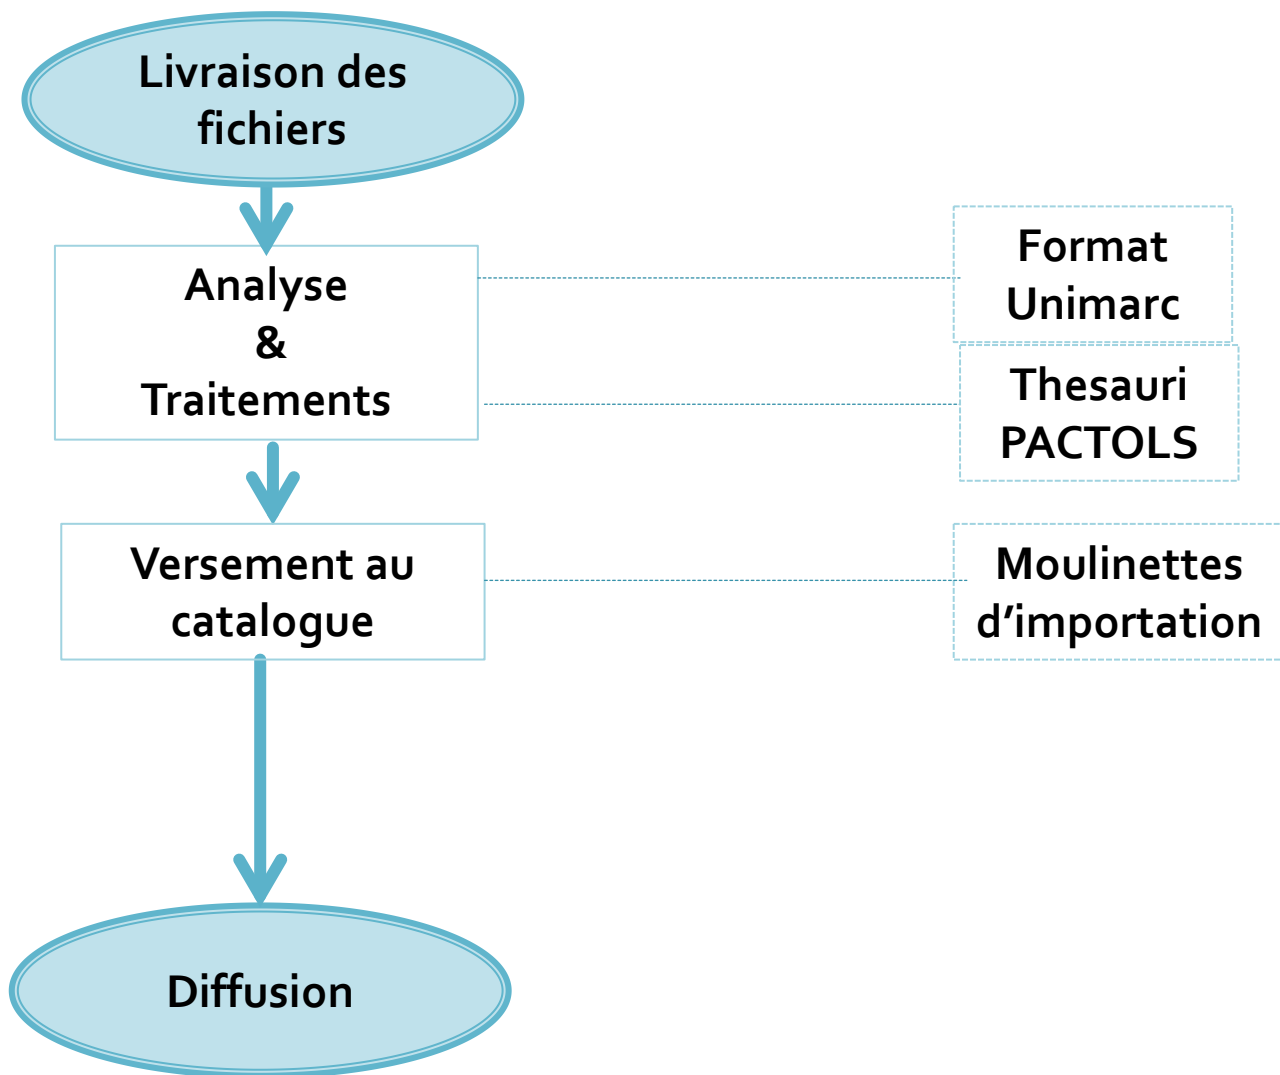 Livraison des
fichiers
Analyse
&
Traitements
Format
Unimarc
Thesauri
PACTOLS
Versement au
catalogue
Moulinettes
d’importation
Diffusion